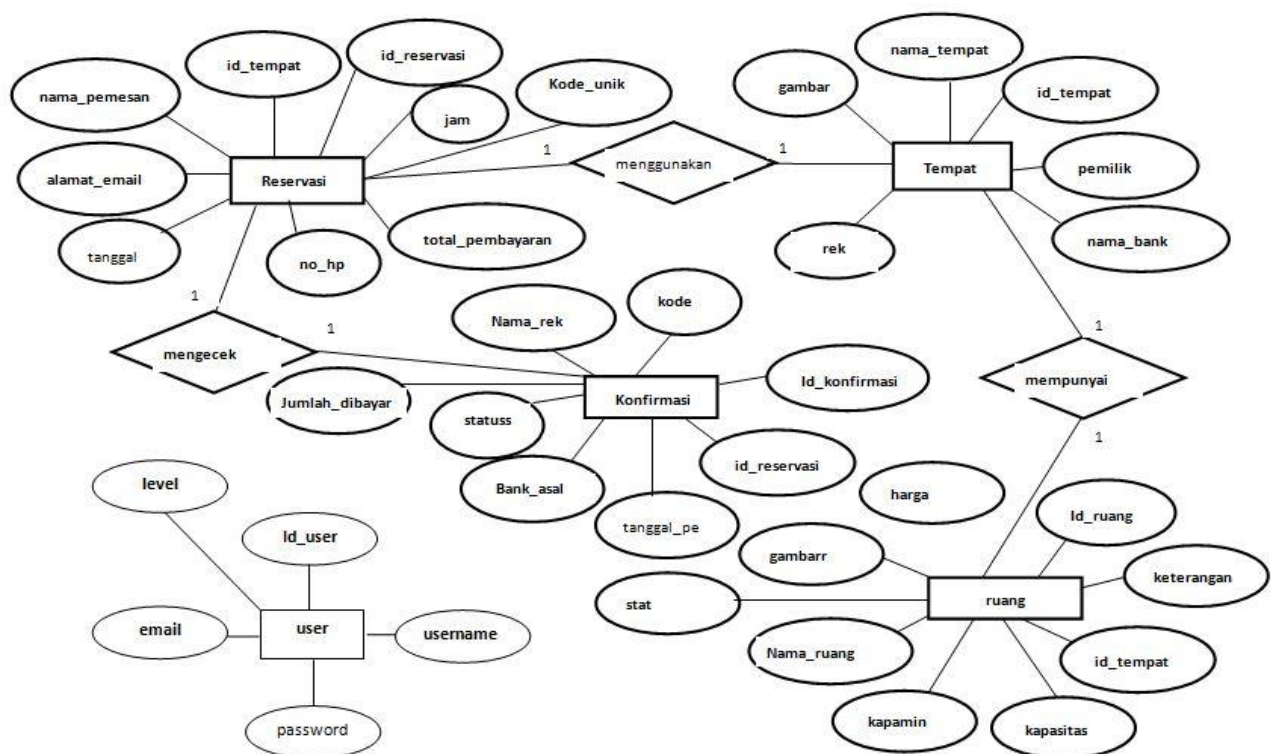 nama_tempat
id_reservasi
id_tempat
Kode_unik
gambar
id_tempat
nama_pemesan
jam
1
menggunakan
1
Reservasi
Tempat
pemilik
alamat_email
total_pembayaran
nama_bank
tanggal
no_hp
rek
1
kode
Nama_rek
1
1
mengecek
Id_konfirmasi
mempunyai
Jumlah_dibayar
Konfirmasi
statuss
1
id_reservasi
level
Bank_asal
harga
Id_ruang
tanggal_pe
Id_user
gambarr
keterangan
stat
ruang
email
user
username
Nama_ruang
id_tempat
password
kapamin
kapasitas